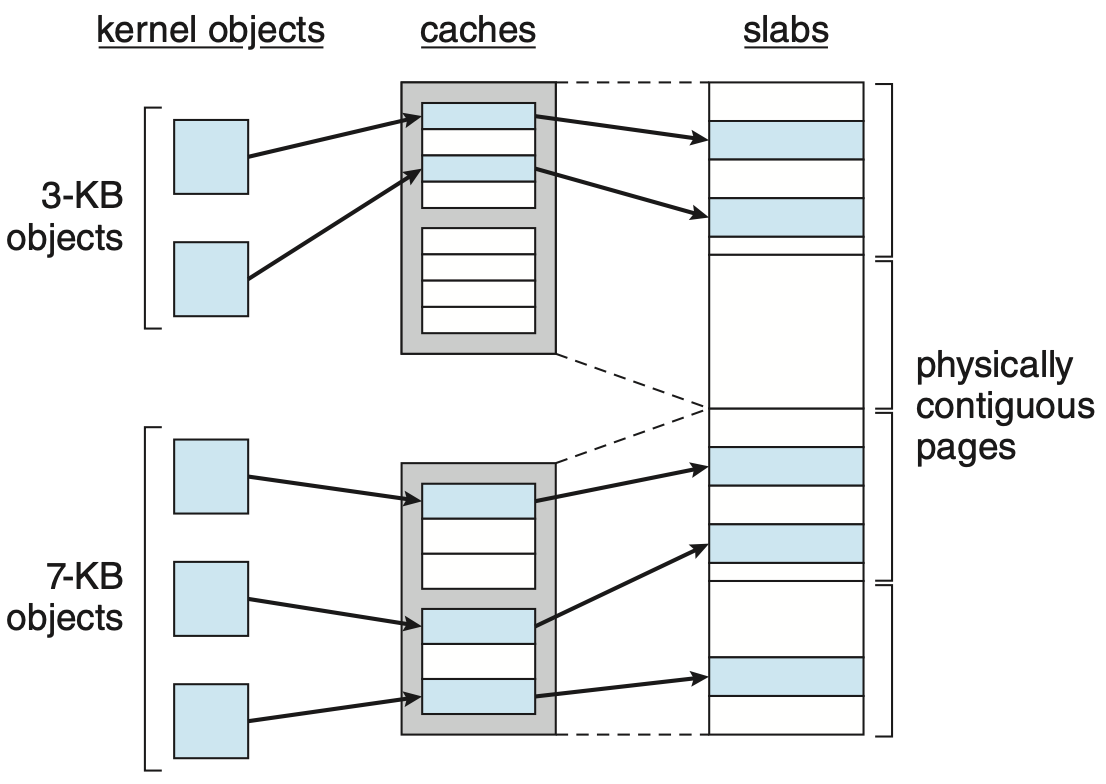 kernel objects
caches
slabs
3-KB
objects
physically
contiguous
pages
7-KB
objects